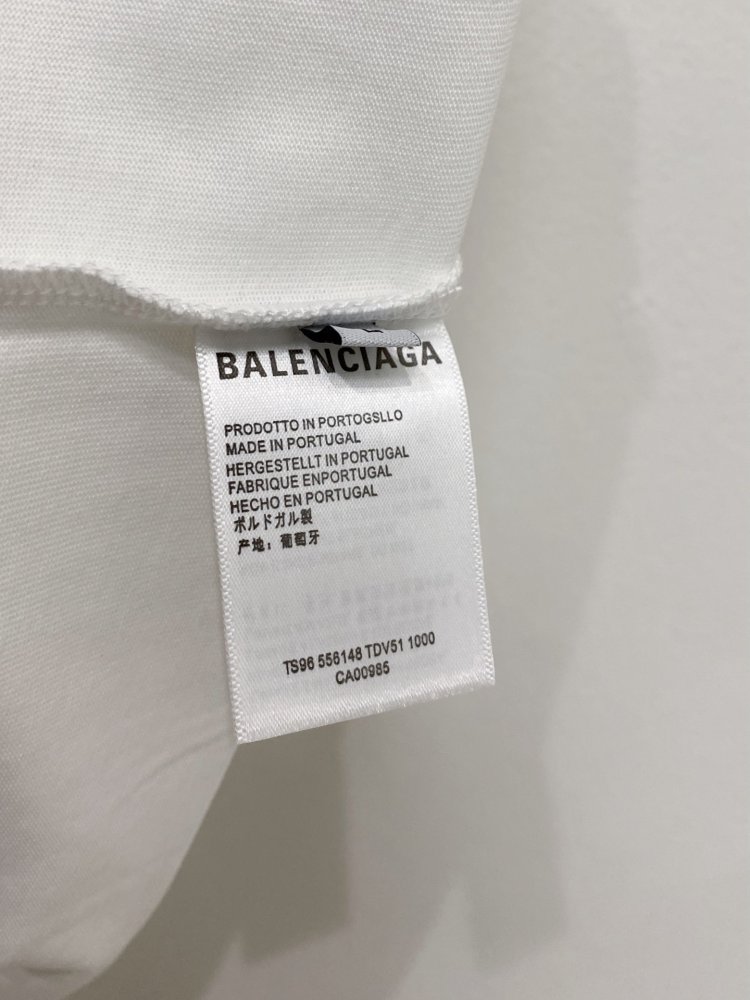 BALENCIAGA
PRODOTTO IN PORTOGSLLO
MADE IN PORTUGAL
HERGESTELLT IN PORTUGAL
FABRIQUE ENPORTUGAL
HECHO EN PORTUGAL
ポルドガル製
产地：葡萄牙
TS96 556148 TDV51 1000
CA00985